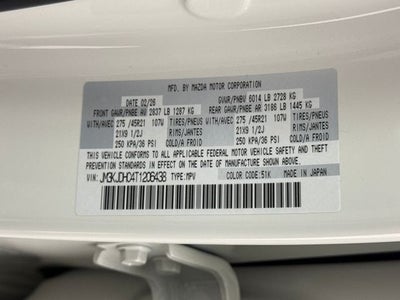 MFD. BY MAZDA MOTOR CORPORATION
DATE 02/26 GVWR/PNBV 6014 LB 2728 KG
FRONT GAWR/PNBE AV 2837 LB 1287 KG REAR GAWR/PNBE AR 3186 LB 1445 KG
WITH/AVEC 275 /45R21 107W TIRES/PNEUS WITH/AVEC 275 /45R21 107W TIRES/PNEUS
21X9 1/2J RIMS/JANTES 21X9 1/2J RIMS/JANTES
250 KPA/36 PSI COLD/A FROID 250 KPA/36 PSI COLD/A FROID
THIS VEHICLE CONFORMS TO ALL APPLICABLE FEDERAL MOTOR VEHICLE SAFETY, BUMPER, AND THEFT
PREVENTION STANDARDS IN EFFECT ON THE DATE OF MANUFACTURE SHOWN ABOVE.
VIN: JM3KJDHC4T1206438 TYPE:MPV COLOR/CODE:51K MADE IN JAPAN